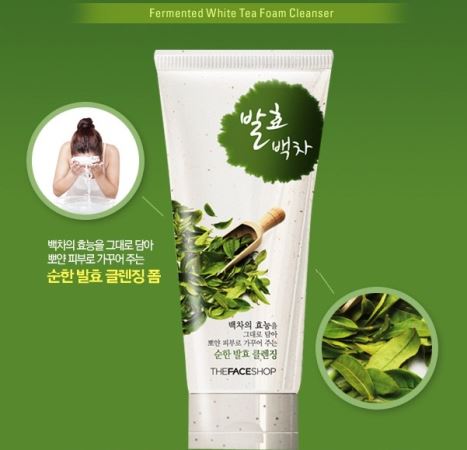 Fermented White Tea Foam Cleanser
발효
백차
백차의 효능을 그대로 담아
뽀얀 피부로 가꾸어 주는
순한 발효 클렌징 폼
백차의 효능을
그대로 담아
뽀얀 피부로 가꾸어 주는
순한 발효 클렌징
THEFACESHOP